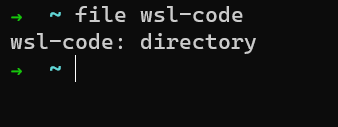 → ~ file wsl-code
wsl-code: directory
→ ~